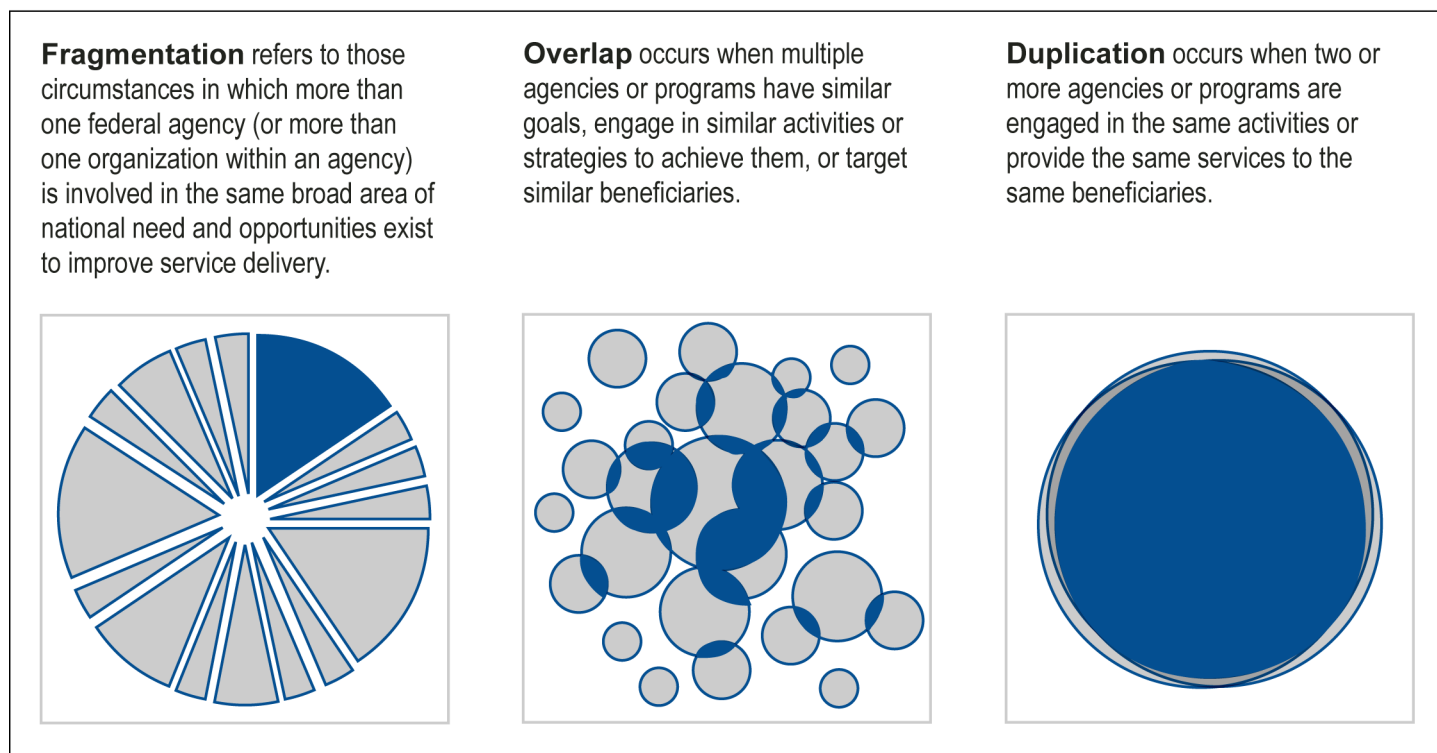 Fragmentation refers to those
circumstances in which more than
one federal agency (or more than
one organization within an agency)
is involved in the same broad area of
national need and opportunities exist
to improve service delivery.
Overlap occurs when multiple
agencies or programs have similar
goals, engage in similar activities or
strategies to achieve them, or target
similar beneficiaries.
Duplication occurs when two or
more agencies or programs are
engaged in the same activities or
provide the same services to the
same beneficiaries.